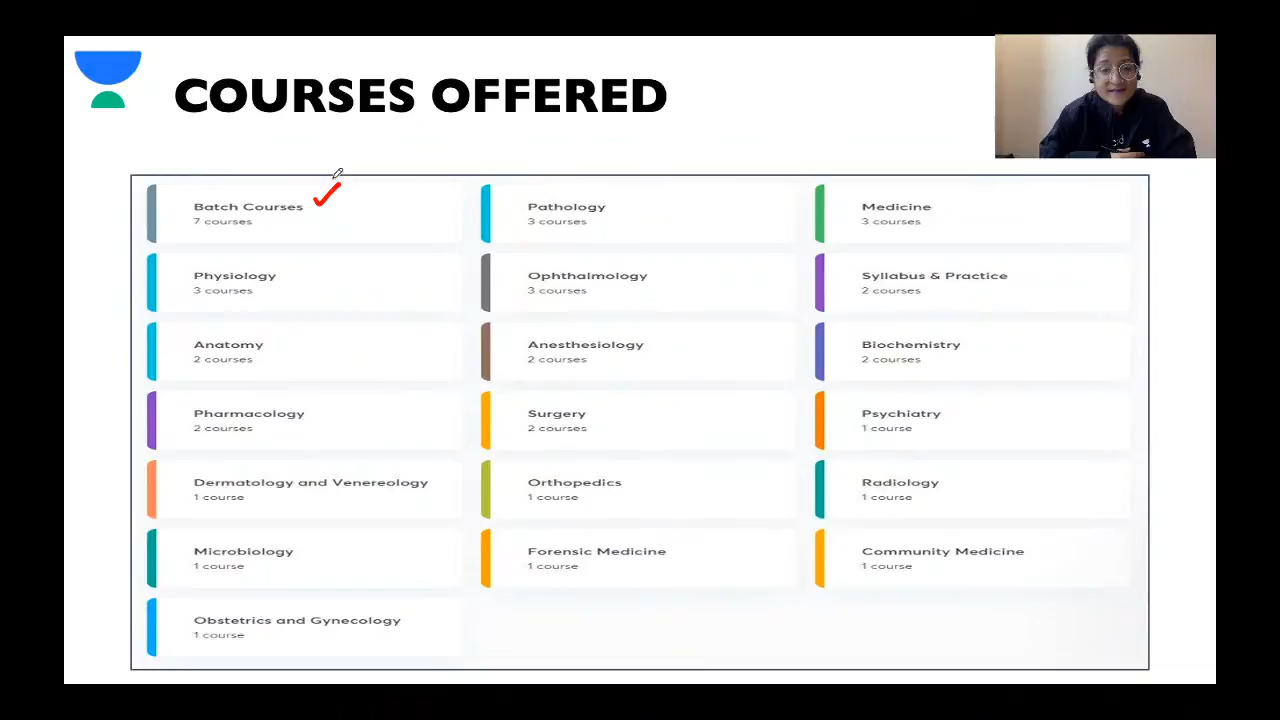 COURSES OFFERED
Batch Courses
7 courses
Pathology
3 courses
Medicine
3 courses
Physiology
3 courses
Ophthalmology
3 courses
Syllabus & Practice
2 courses
Anatomy
2 courses
Anesthesiology
2 courses
Biochemistry
2 courses
Pharmacology
2 courses
Surgery
2 courses
Psychiatry
1 course
Dermatology and Venereology
1 course
Orthopedics
1 course
Radiology
1 course
Microbiology
1 course
Forensic Medicine
1 course
Community Medicine
1 course
Obstetrics and Gynecology
1 course